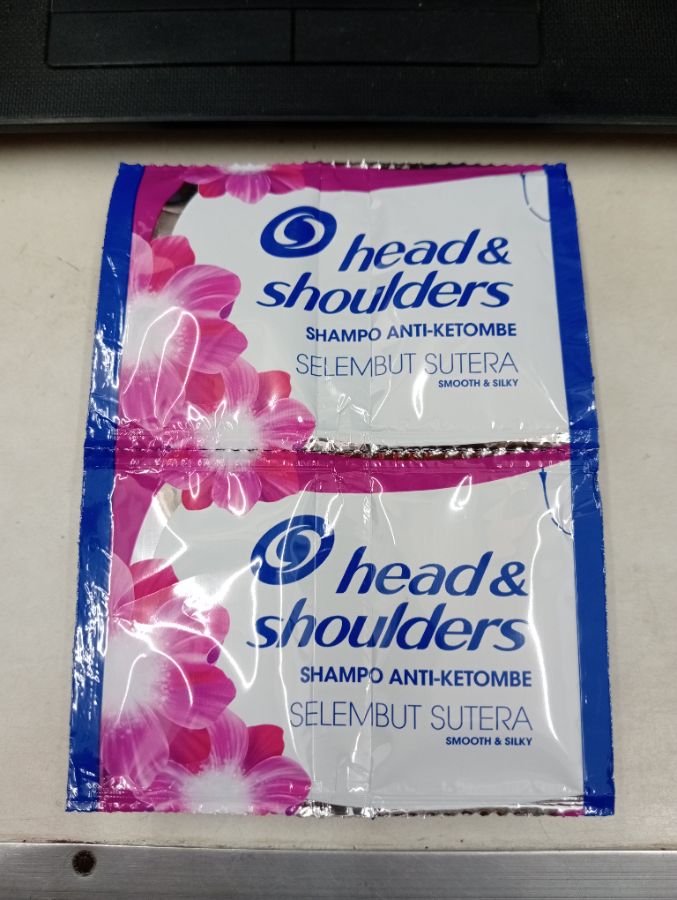 head &
shoulders
SHAMPO ANTI-KETOMBE
SELEMBUT SUTERA
SMOOTH & SILKY
head &
shoulders
SHAMPO ANTI-KETOMBE
SELEMBUT SUTERA
SMOOTH & SILKY